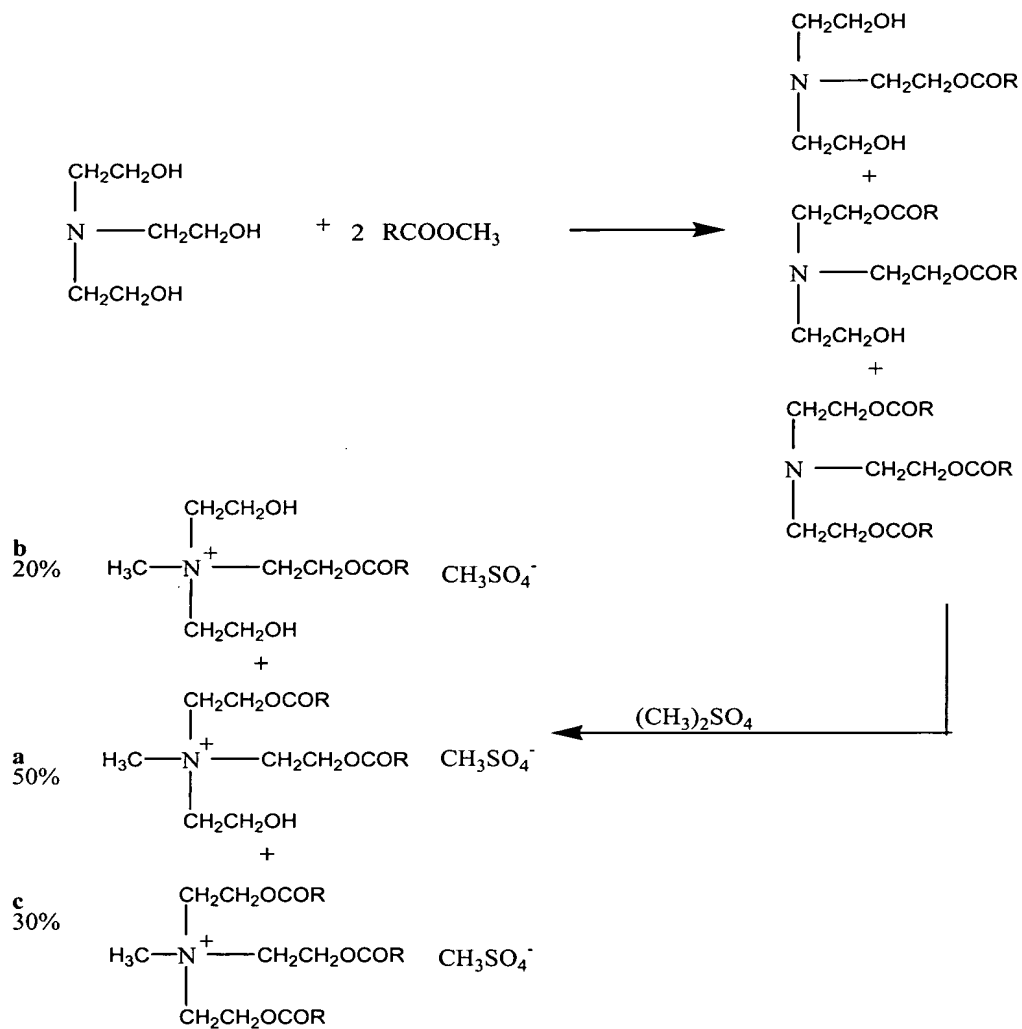 CH₂CH₂OH
N CH₂CH₂OCOR
CH₂CH₂OH
+
CH₂CH₂OH
N CH₂CH₂OH + 2 RCOOCH₃
CH₂CH₂OH
CH₂CH₂OCOR
N CH₂CH₂OCOR
CH₂CH₂OH
+
CH₂CH₂OCOR
N CH₂CH₂OCOR
CH₂CH₂OCOR
CH₂CH₂OH
b
20% H₃C N⁺ CH₂CH₂OCOR CH₃SO₄⁻
CH₂CH₂OH
+
CH₂CH₂OCOR
(CH₃)₂SO₄
a
50% H₃C N⁺ CH₂CH₂OCOR CH₃SO₄⁻
CH₂CH₂OH
+
CH₂CH₂OCOR
c
30% H₃C N⁺ CH₂CH₂OCOR CH₃SO₄⁻
CH₂CH₂OCOR